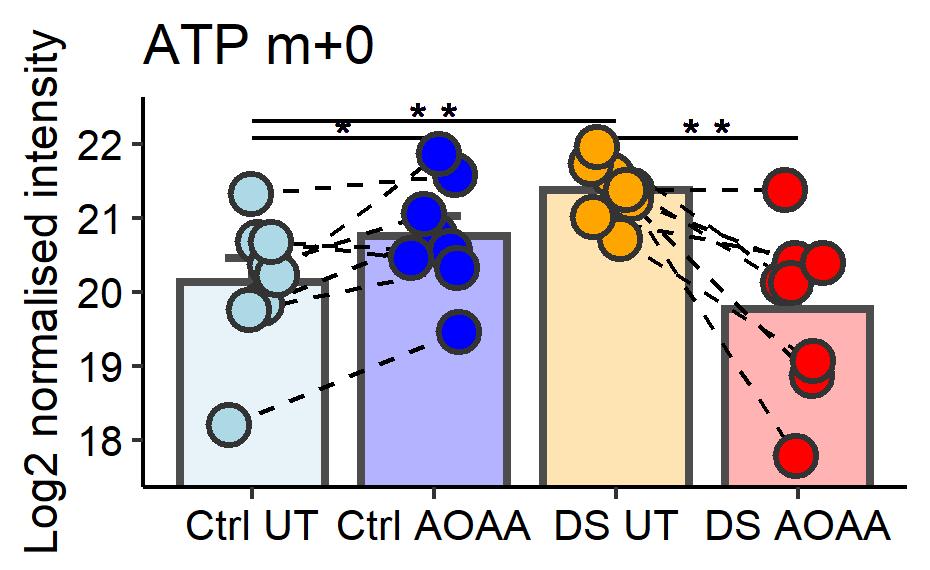 ATP m+0
Log2 normalised intensity
* *
*
* *
22
21
20
19
18
Ctrl UT
Ctrl AOAA
DS UT
DS AOAA